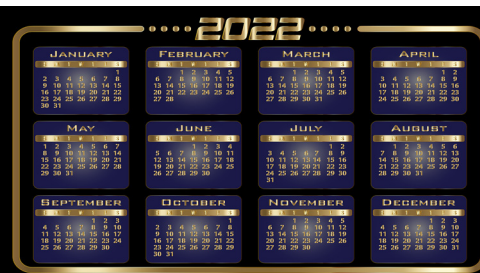 2022
JANUARY
1
2 3 4 5 6 7 8
9 10 11 12 13 14 15
16 17 18 19 20 21 22
23 24 25 26 27 28 29
30 31
FEBRUARY
1 2 3 4 5
6 7 8 9 10 11 12
13 14 15 16 17 18 19
20 21 22 23 24 25 26
27 28
MARCH
1 2 3 4 5
6 7 8 9 10 11 12
13 14 15 16 17 18 19
20 21 22 23 24 25 26
27 28 29 30 31
APRIL
1 2
3 4 5 6 7 8 9
10 11 12 13 14 15 16
17 18 19 20 21 22 23
24 25 26 27 28 29 30
MAY
1 2 3 4 5 6 7
8 9 10 11 12 13 14
15 16 17 18 19 20 21
22 23 24 25 26 27 28
29 30 31
JUNE
1 2 3 4
5 6 7 8 9 10 11
12 13 14 15 16 17 18
19 20 21 22 23 24 25
26 27 28 29 30
JULY
1 2
3 4 5 6 7 8 9
10 11 12 13 14 15 16
17 18 19 20 21 22 23
24 25 26 27 28 29 30
31
AUGUST
1 2 3 4 5 6
7 8 9 10 11 12 13
14 15 16 17 18 19 20
21 22 23 24 25 26 27
28 29 30 31
SEPTEMBER
1 2 3
4 5 6 7 8 9 10
11 12 13 14 15 16 17
18 19 20 21 22 23 24
25 26 27 28 29 30
OCTOBER
1
2 3 4 5 6 7 8
9 10 11 12 13 14 15
16 17 18 19 20 21 22
23 24 25 26 27 28 29
30 31
NOVEMBER
1 2 3 4 5
6 7 8 9 10 11 12
13 14 15 16 17 18 19
20 21 22 23 24 25 26
27 28 29 30
DECEMBER
1 2 3
4 5 6 7 8 9 10
11 12 13 14 15 16 17
18 19 20 21 22 23 24
25 26 27 28 29 30 31